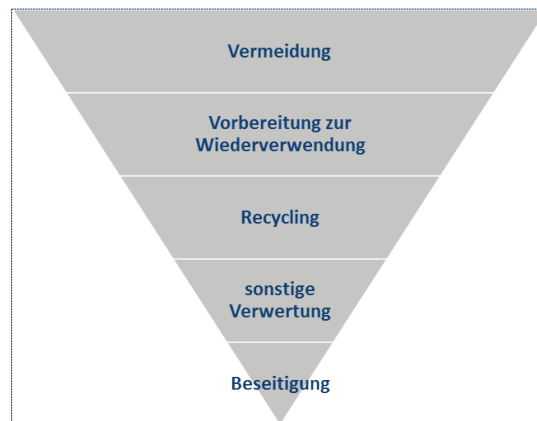 Vermeidung
Vorbereitung zur
Wiederverwendung
Recycling
sonstige
Verwertung
Beseitigung